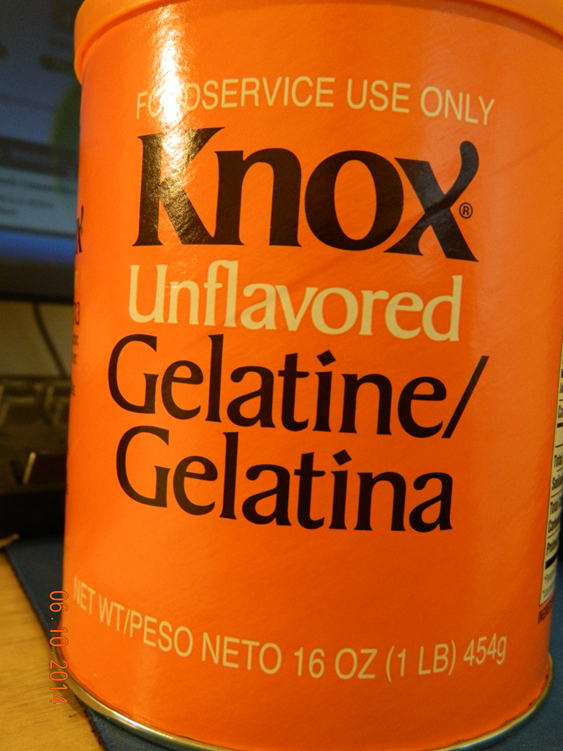 FOODSERVICE USE ONLY
Knox®
Unflavored
Gelatine/
Gelatina
NET WT/PESO NETO 16 OZ (1 LB) 454g
06.10.2014